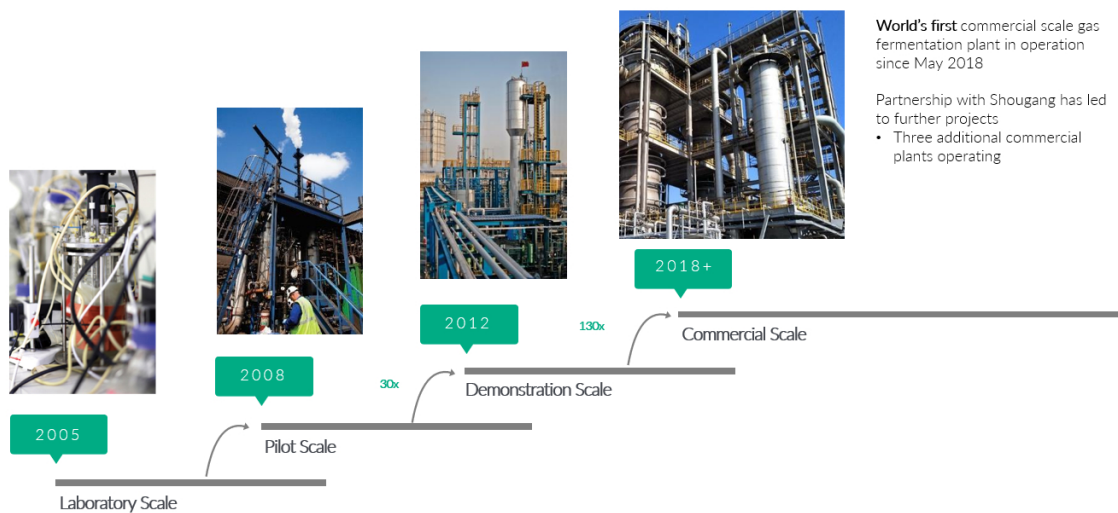 World's first commercial scale gas
fermentation plant in operation
since May 2018
Partnership with Shougang has led
to further projects
• Three additional commercial
plants operating
2018+
Commercial Scale
130x
2012
Demonstration Scale
30x
2008
Pilot Scale
2005
Laboratory Scale